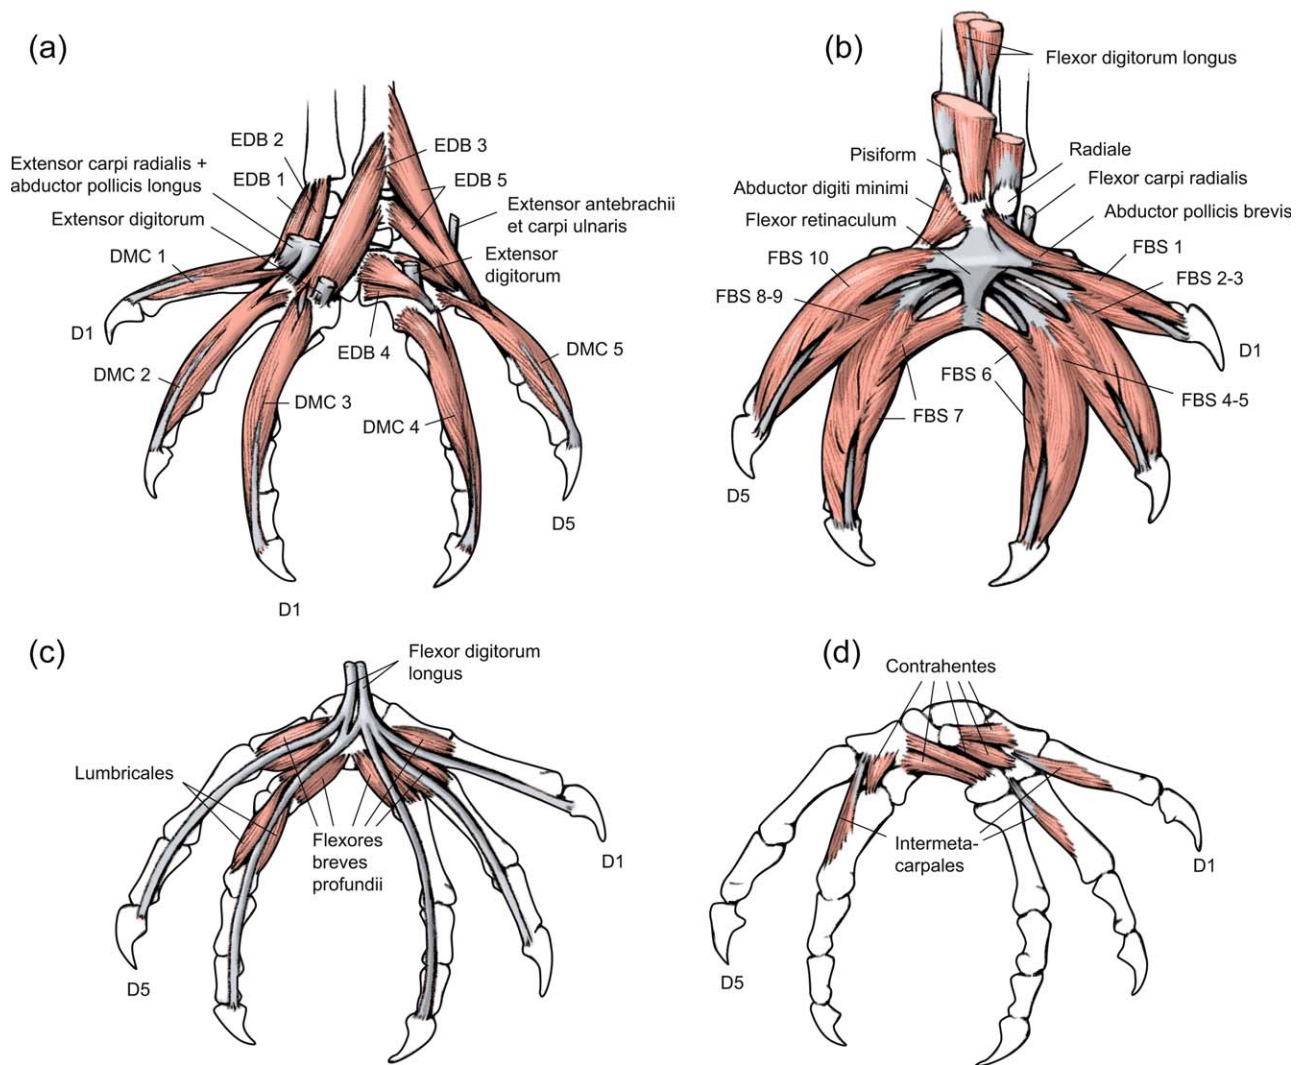 (a)
EDB 2
EDB 3
Extensor carpi radialis +
abductor pollicis longus
EDB 1
EDB 5
Extensor digitorum
Extensor antebrachii
et carpi ulnaris
DMC 1
Extensor
digitorum
D1
EDB 4
DMC 5
DMC 2
DMC 3
DMC 4
D5
D1
(b)
Flexor digitorum longus
Pisiform
Radiale
Abductor digiti minimi
Flexor carpi radialis
Flexor retinaculum
Abductor pollicis brevis
FBS 10
FBS 1
FBS 8-9
FBS 2-3
D1
FBS 6
FBS 7
FBS 4-5
D5
(c)
Flexor digitorum
longus
Lumbricales
Flexores
breves
profundii
D1
D5
(d)
Contrahentes
Intermeta-
carpales
D1
D5